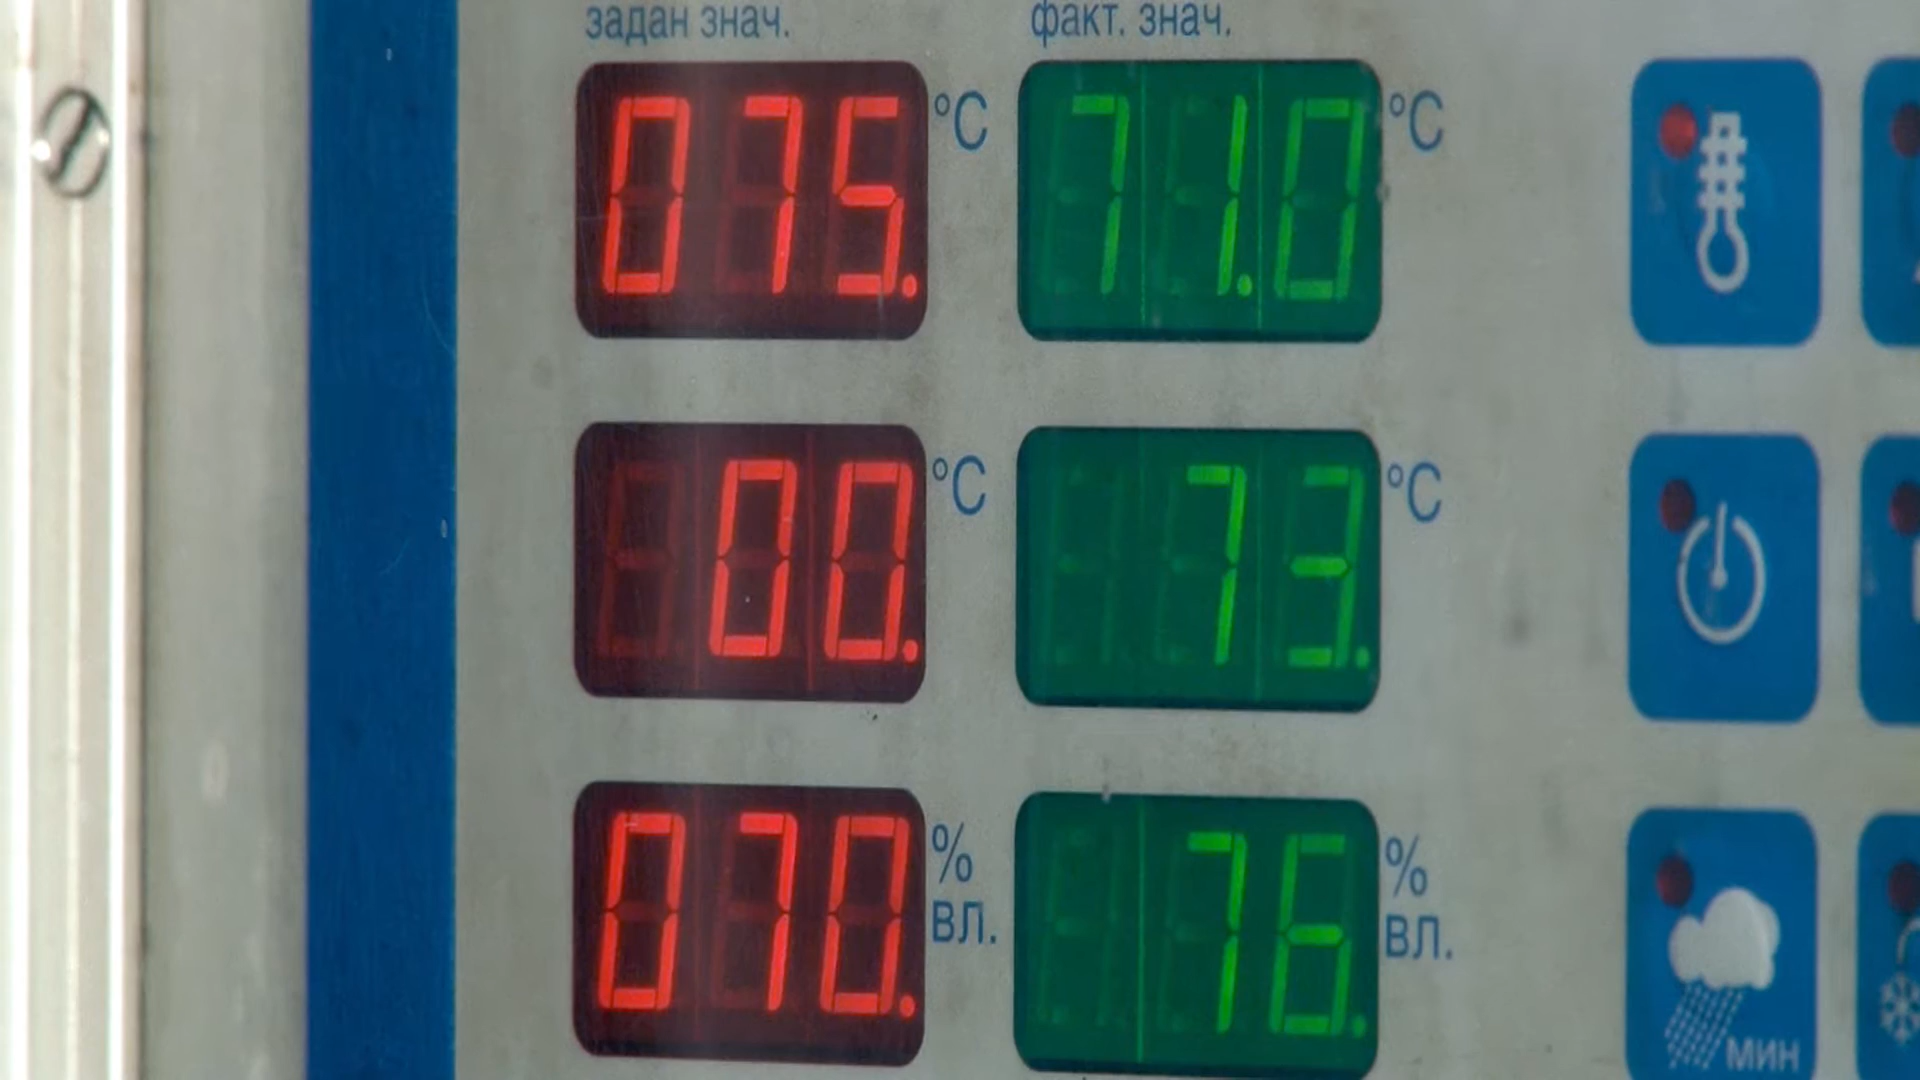 задан знач. факт. знач.
075. °C 71.0 °C
00. °C 73. °C
070. % 76. %
ВЛ. ВЛ.
МИН